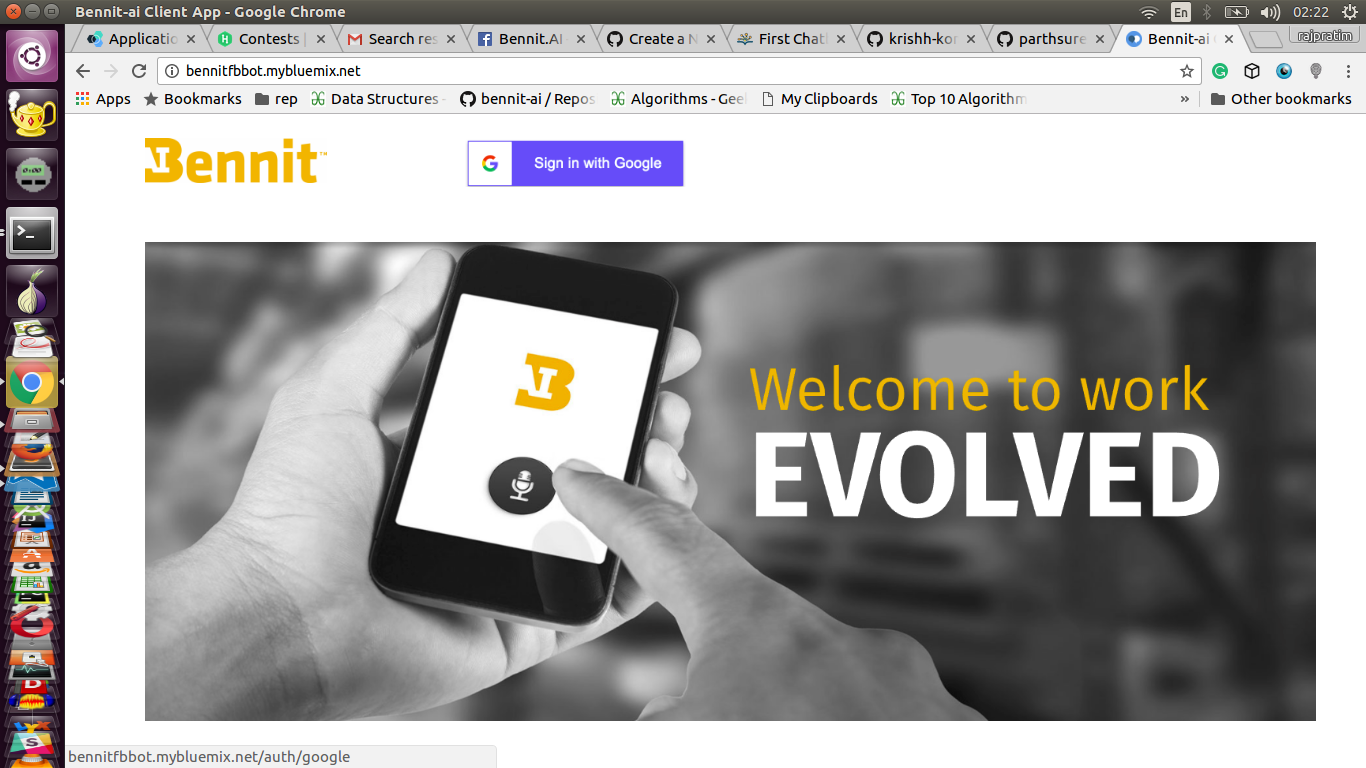 Bennit-ai Client App - Google Chrome
En
02:22
Applicatio
Contests |
Search res
Bennit.AI
Create a N
First Chat
krishh-kor
parthsure
Bennit-ai
rajpratim
bennitfbbot.mybluemix.net
Apps
Bookmarks
rep
Data Structures -
bennit-ai / Repos
Algorithms - Gee
My Clipboards
Top 10 Algorithm
»
Other bookmarks
Bennit™
Sign in with Google
Welcome to work
EVOLVED
bennitfbbot.mybluemix.net/auth/google